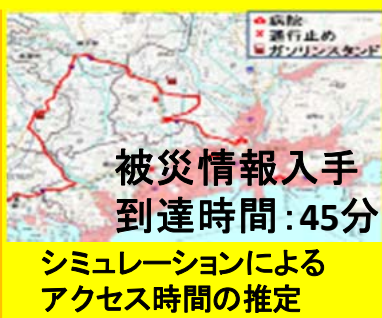 病院
通行止め
ガソリンスタンド
被災情報入手
到達時間：45分
シミュレーションによる
アクセス時間の推定